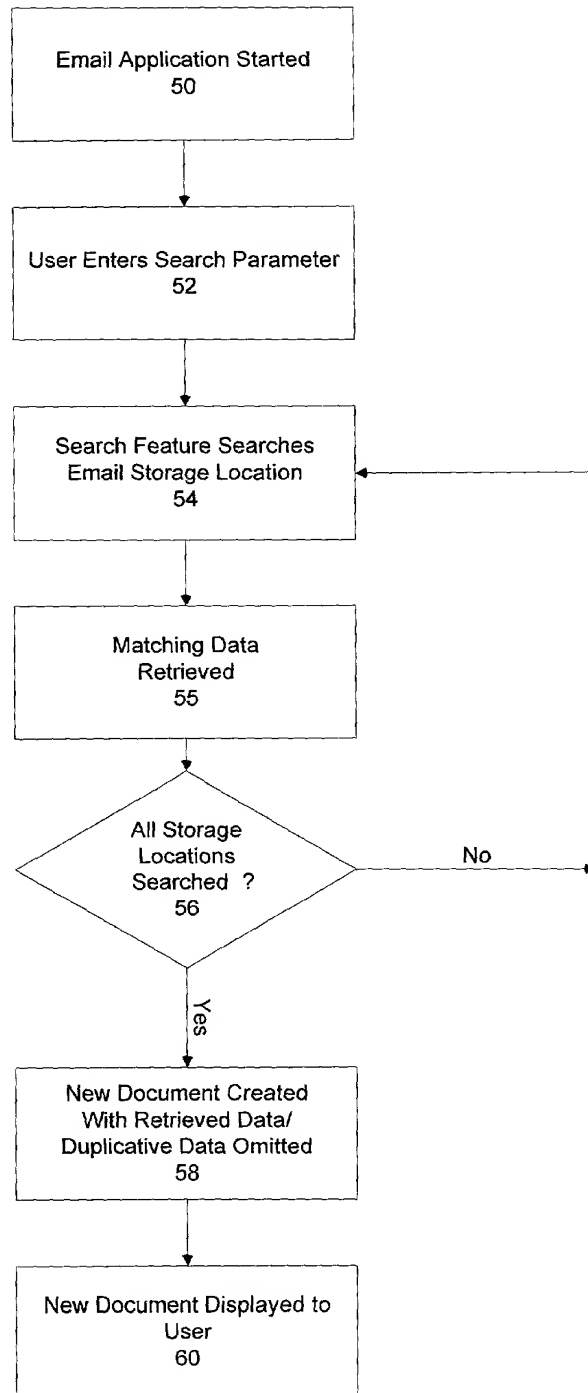 Email Application Started
50
User Enters Search Parameter
52
Search Feature Searches
Email Storage Location
54
Matching Data
Retrieved
55
All Storage
Locations
Searched ?
56
No
Yes
New Document Created
With Retrieved Data/
Duplicative Data Omitted
58
New Document Displayed to
User
60